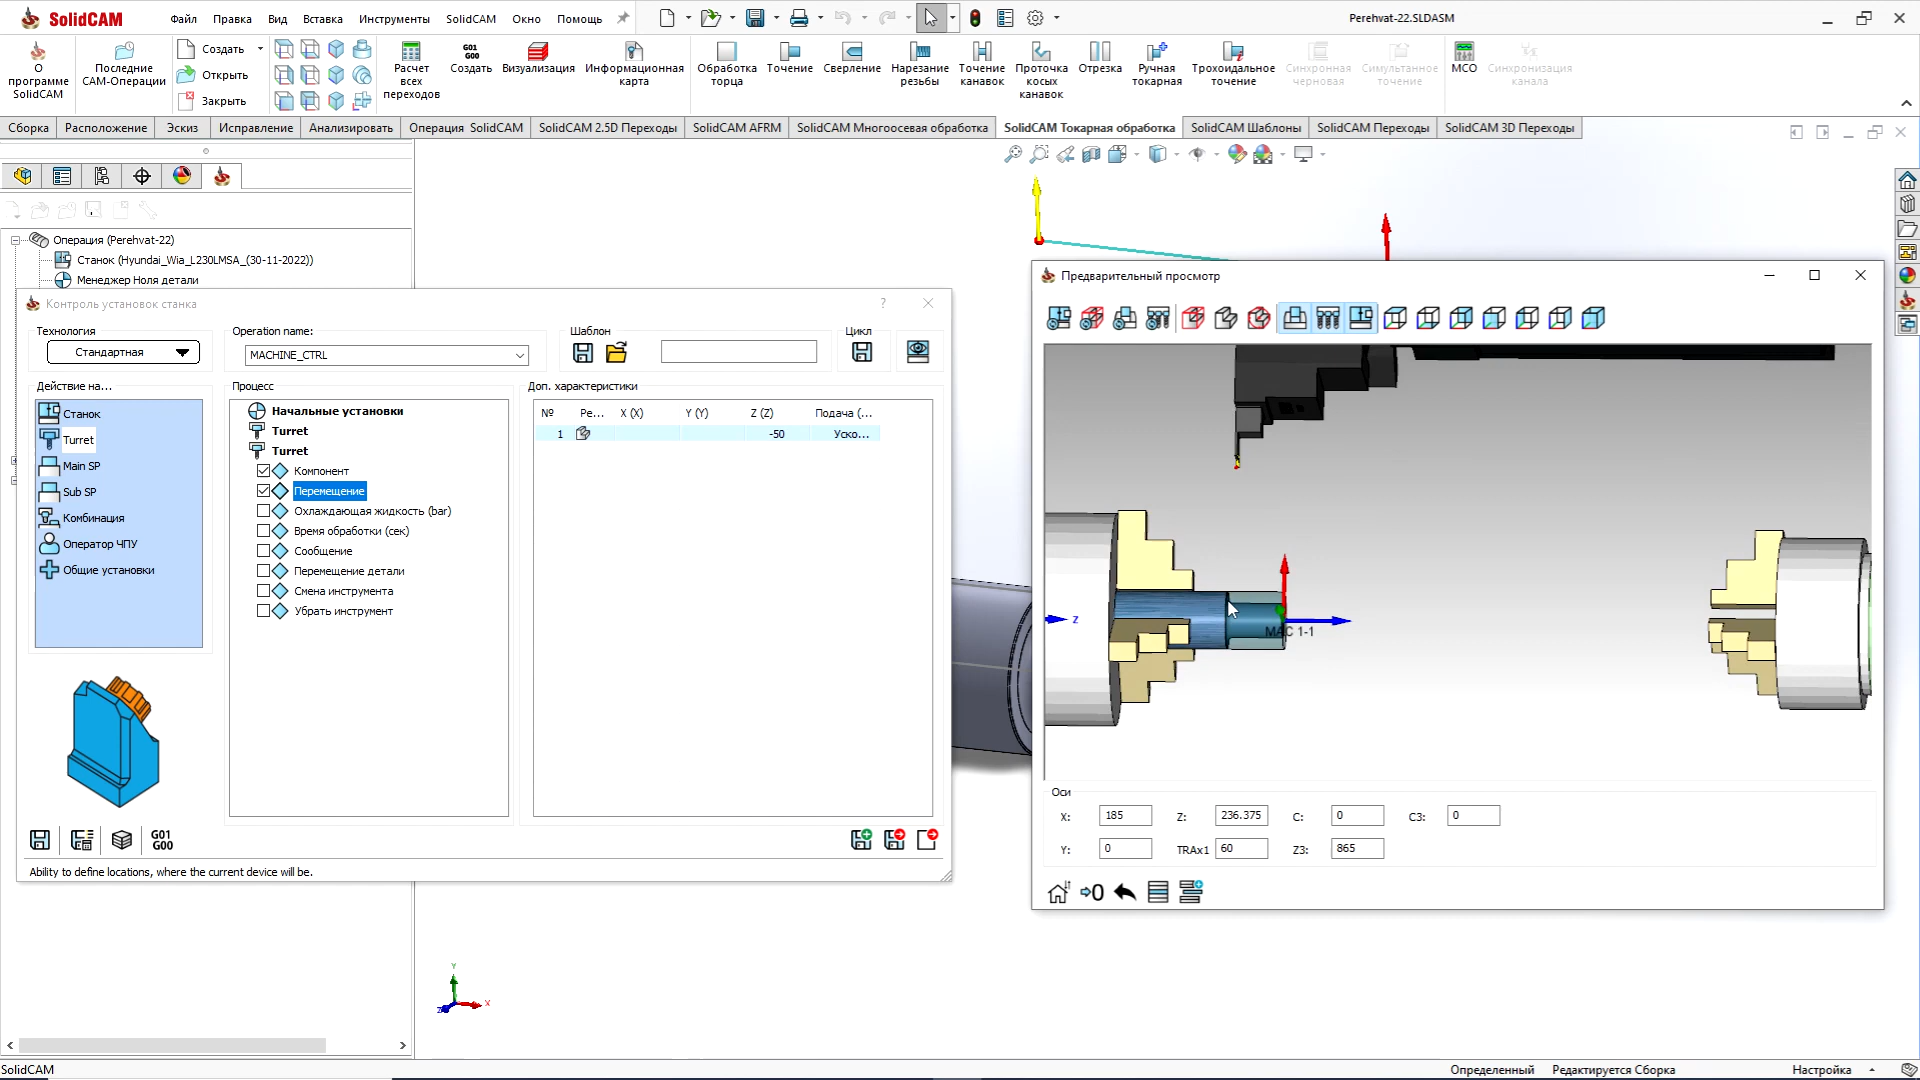 SolidCAM Файл Правка Вид Вставка Инструменты SolidCAM Окно Помощь Perehvat-22.SLDASM
О программе SolidCAM
Последние CAM-Операции
Создать
Открыть
Закрыть
Расчет всех переходов
G01 G00 Создать
Визуализация
Информационная карта
Обработка торца
Точение
Сверление
Нарезание резьбы
Точение канавок
Проточка косых канавок
Отрезка
Ручная токарная
Трохоидальное точение
Синхронная черновая
Симультанное точение
МСО
Синхронизация канала
Сборка Расположение Эскиз Исправление Анализировать Операция SolidCAM SolidCAM 2.5D Переходы SolidCAM AFRM SolidCAM Многоосевая обработка SolidCAM Токарная обработка SolidCAM Шаблоны SolidCAM Переходы SolidCAM 3D Переходы
Операция (Perehvat-22)
Станок (Hyundai_Wia_L230LMSA_(30-11-2022))
Менеджер Ноля детали
Контроль установок станка ?
Технология
Стандартная
Operation name:
MACHINE_CTRL
Шаблон
Цикл
Действие на...
Станок
Turret
Main SP
Sub SP
Комбинация
Оператор ЧПУ
Общие установки
Процесс
Начальные установки
Turret
Turret
Компонент
Перемещение
Охлаждающая жидкость (bar)
Время обработки (сек)
Сообщение
Перемещение детали
Смена инструмента
Убрать инструмент
Доп. характеристики
№ Ре... X (X) Y (Y) Z (Z) Подача (...
1 -50 Уско...
G01
G00
Ability to define locations, where the current device will be.
Предварительный просмотр
z
MAC 1-1
Оси
X: 185 Z: 236.375 C: 0 C3: 0
Y: 0 TRAx1 60 Z3: 865
0
Y
X
Z
SolidCAM Определенный Редактируется Сборка Настройка